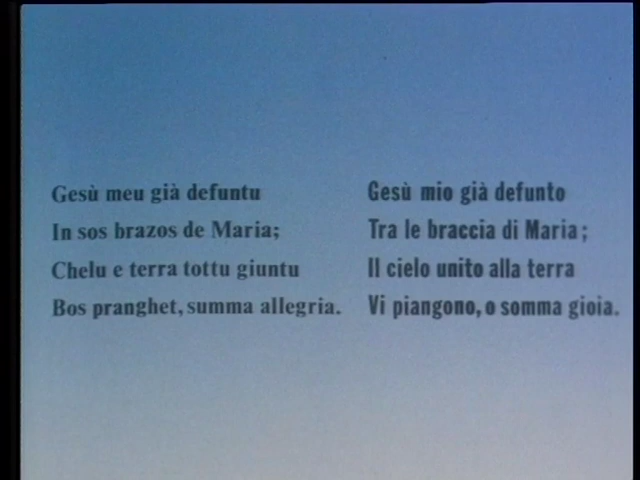 Gesù meu già defuntu
In sos brazos de Maria;
Chelu e terra tottu giuntu
Bos pranghet, summa allegria.
Gesù mio già defunto
Tra le braccia di Maria;
Il cielo unito alla terra
Vi piangono, o somma gioia.